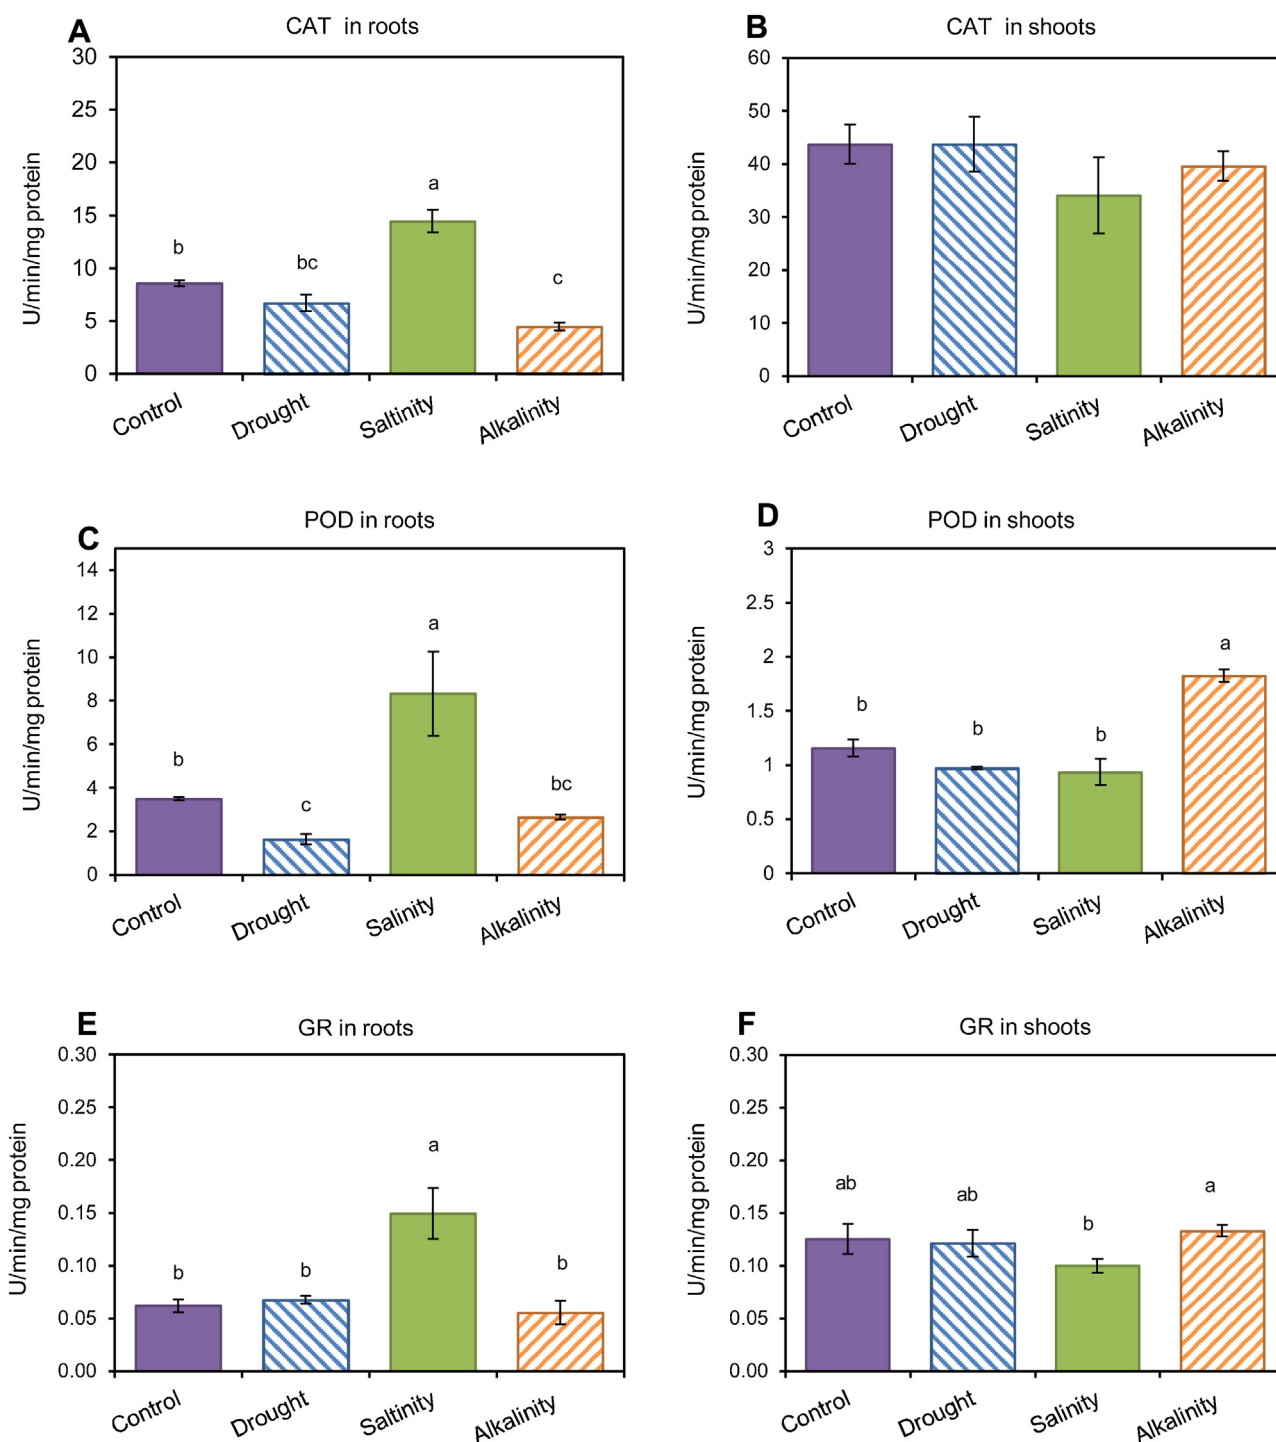 A
CAT in roots
30
25
20
15
10
5
0
U/min/mg protein
b
bc
a
c
Control
Drought
Saltinity
Alkalinity
B
CAT in shoots
60
50
40
30
20
10
0
U/min/mg protein
Control
Drought
Saltinity
Alkalinity
C
POD in roots
14
12
10
8
6
4
2
0
U/min/mg protein
b
c
a
bc
Control
Drought
Salinity
Alkalinity
D
POD in shoots
3
2.5
2
1.5
1
0.5
0
U/min/mg protein
b
b
b
a
Control
Drought
Salinity
Alkalinity
E
GR in roots
0.30
0.25
0.20
0.15
0.10
0.05
0.00
U/min/mg protein
b
b
a
b
Control
Drought
Saltinity
Alkalinity
F
GR in shoots
0.30
0.25
0.20
0.15
0.10
0.05
0.00
U/min/mg protein
ab
ab
b
a
Control
Drought
Saltinity
Alkalinity